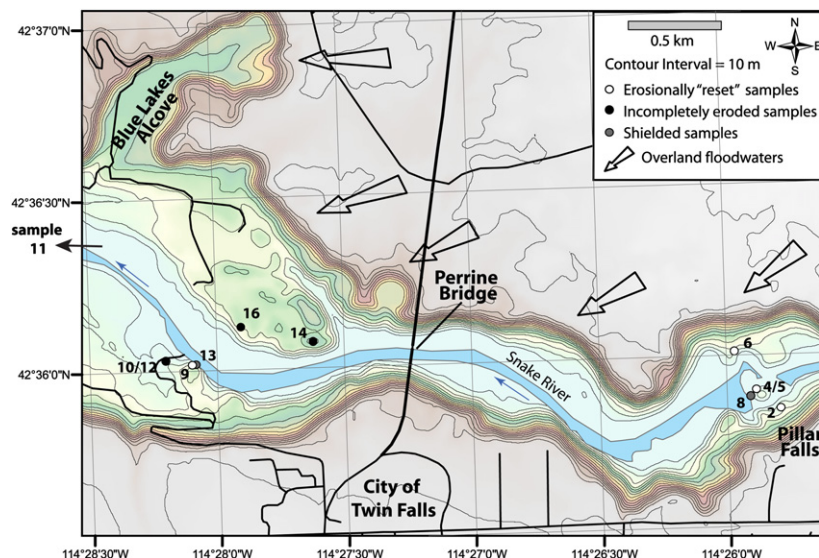 42°37'0"N
42°36'30"N
sample
11
42°36'0"N
Blue Lakes
Alcove
0.5 km
N
W E
S
Contour Interval = 10 m
Erosionally "reset" samples
Incompletely eroded samples
Shielded samples
Overland floodwaters
Perrine
Bridge
16
14
13
10/12
9
Snake River
6
4/5
8
2
Pillar
Falls
City of
Twin Falls
114°28'30"W
114°28'0"W
114°27'30"W
114°27'0"W
114°26'30"W
114°26'0"W